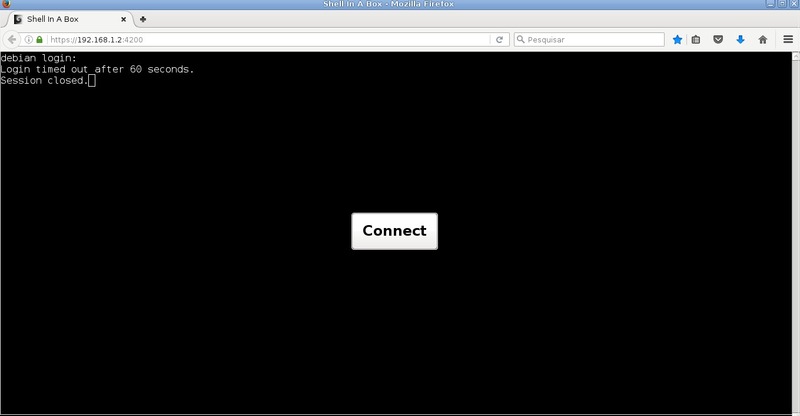 Shell In A Box - Mozilla Firefox
Shell In A Box
https://192.168.1.2:4200
Pesquisar
debian login:
Login timed out after 60 seconds.
Session closed.
Connect